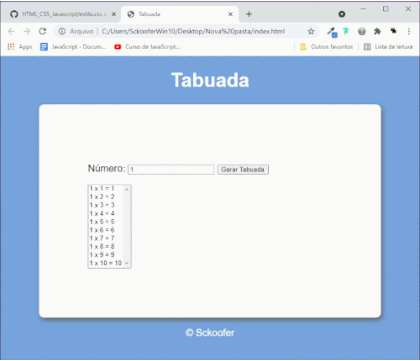 HTML_CSS_Javascript/estilo.css a
Tabuada
Arquivo
C:/Users/SckooferWin10/Desktop/Nova%20pasta/index.html
Apps
JavaScript - Docum...
Curso de JavaScript...
Outros favoritos
Lista de leitura
Tabuada
Número: 1 Gerar Tabuada
1 x 1 = 1
1 x 2 = 2
1 x 3 = 3
1 x 4 = 4
1 x 5 = 5
1 x 6 = 6
1 x 7 = 7
1 x 8 = 8
1 x 9 = 9
1 x 10 = 10
© Sckoofer